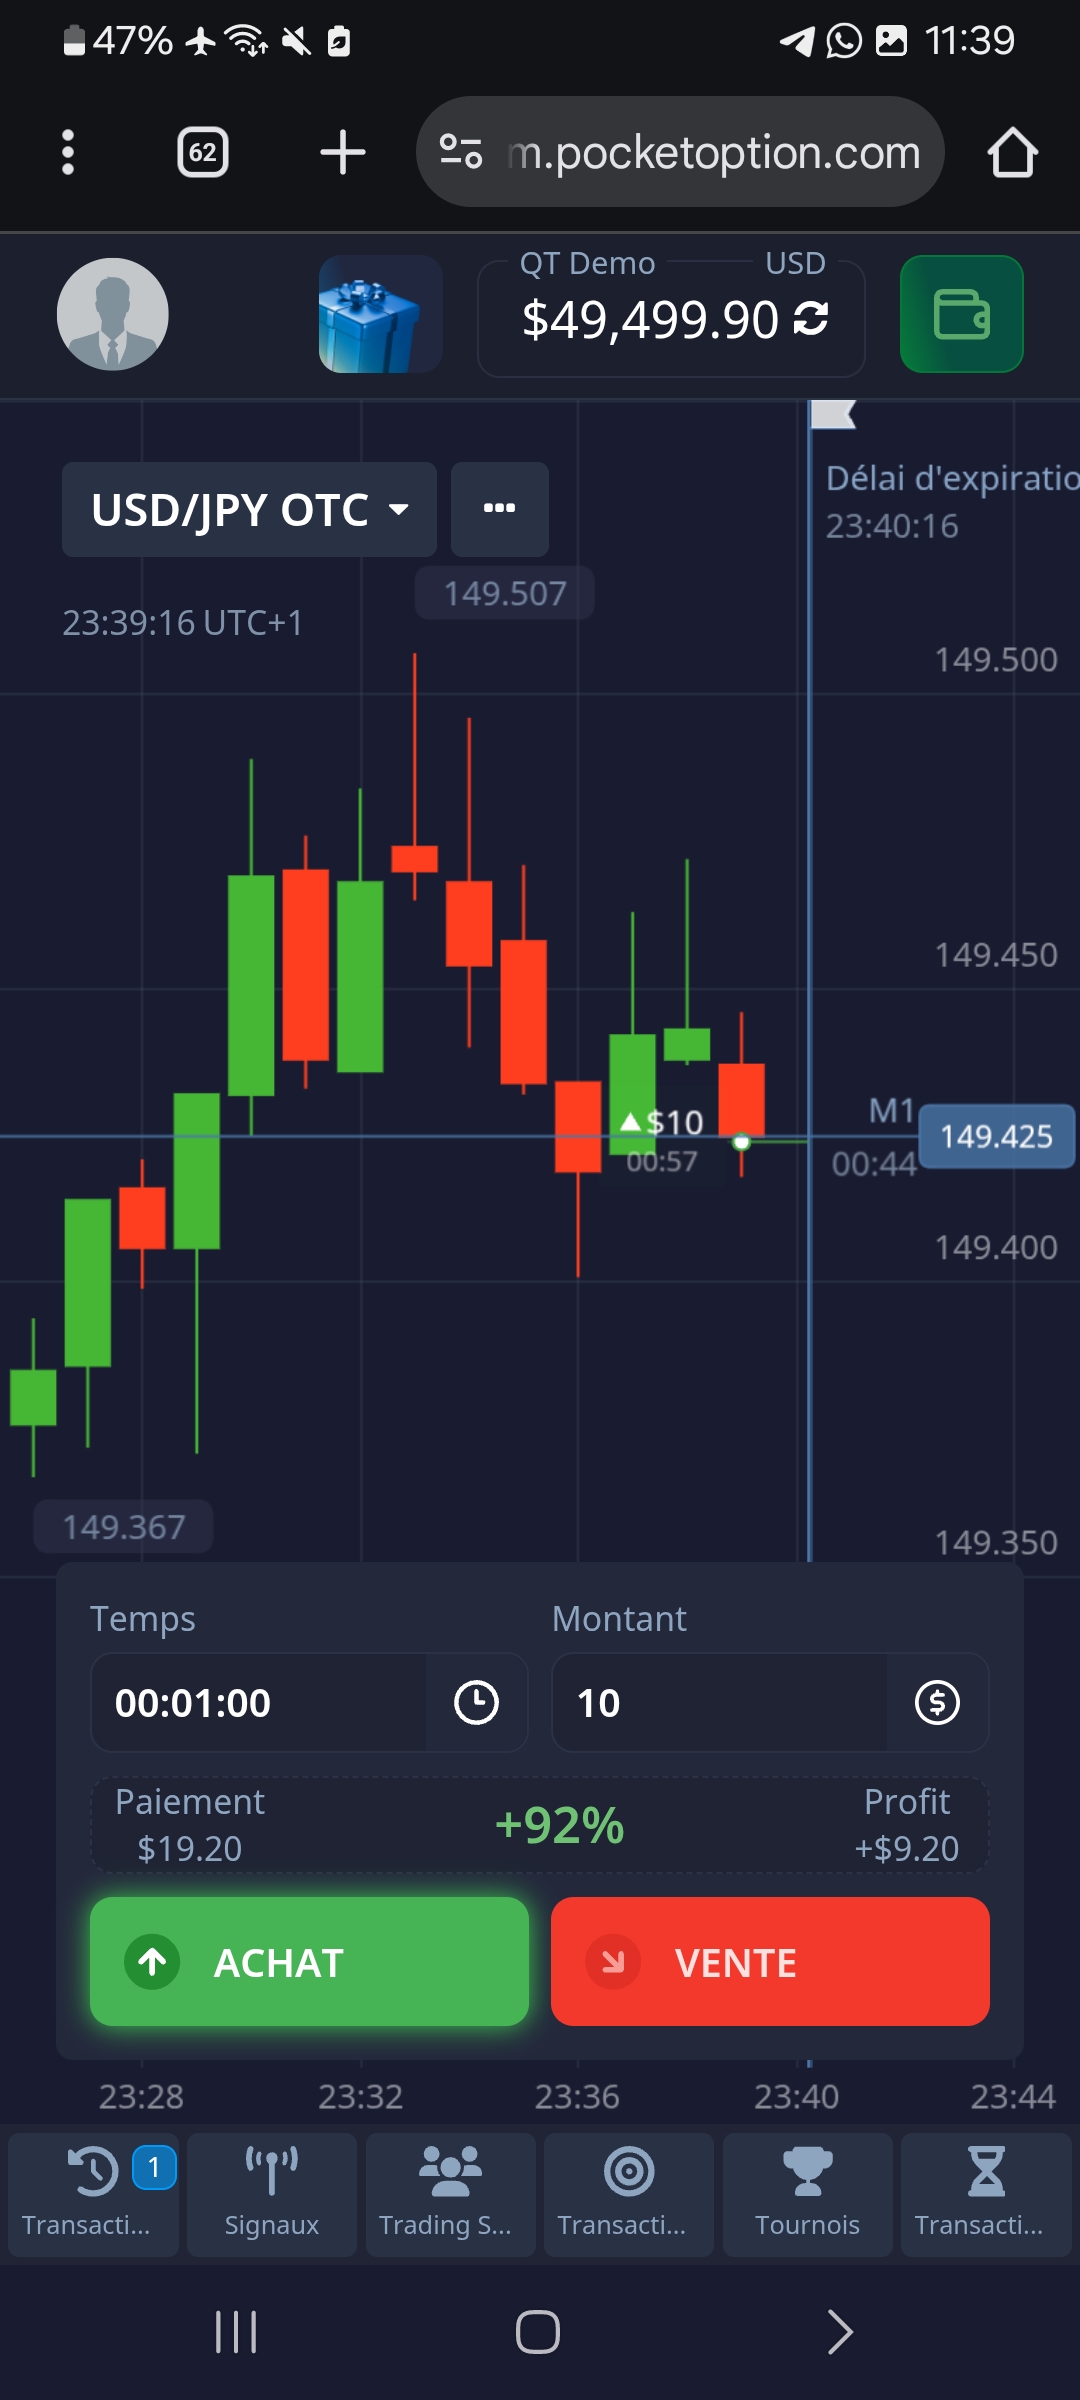 47%
11:39
62
m.pocketoption.com
QT Demo
USD
$49,499.90
USD/JPY OTC
Délai d'expiratio
23:40:16
149.507
23:39:16 UTC+1
149.500
149.450
M1
$10
149.425
00:57
00:44
149.400
149.367
149.350
Temps
Montant
00:01:00
10
Paiement
+92%
Profit
$19.20
+$9.20
ACHAT
VENTE
23:28
23:32
23:36
23:40
23:44
1
Transacti...
Signaux
Trading S...
Transacti...
Tournois
Transacti...